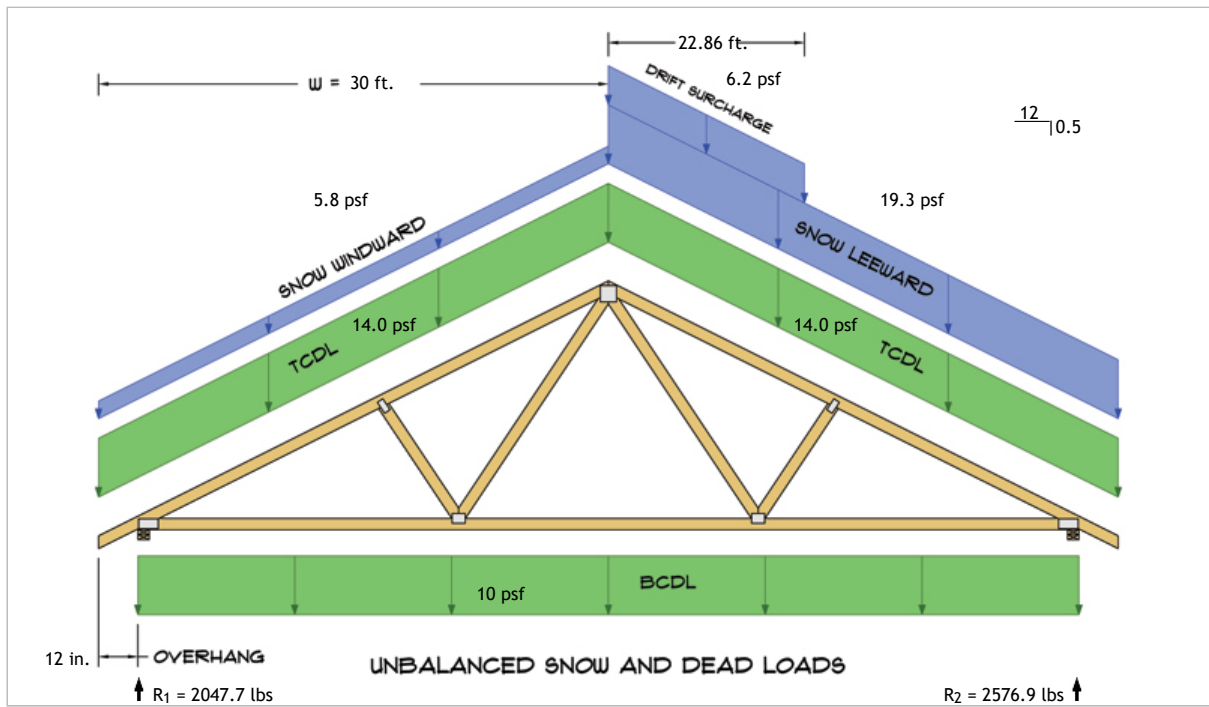 22.86 ft.
W = 30 ft.
DRIFT SURCHARGE
6.2 psf
12
0.5
5.8 psf
19.3 psf
SNOW WINDWARD
SNOW LEEWARD
14.0 psf
14.0 psf
TCDL
TCDL
10 psf
BCDL
12 in.
OVERHANG
UNBALANCED SNOW AND DEAD LOADS
R1 = 2047.7 lbs
R2 = 2576.9 lbs